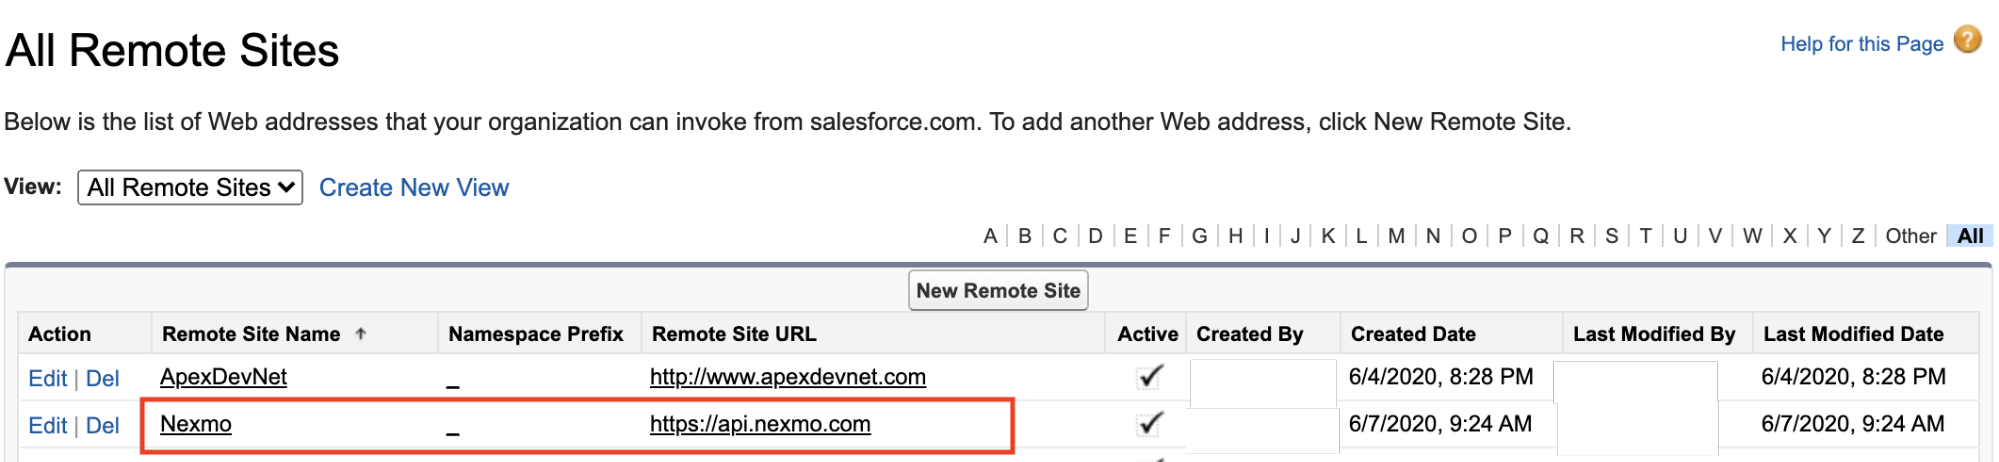 All Remote Sites
Help for this Page ?
Below is the list of Web addresses that your organization can invoke from salesforce.com. To add another Web address, click New Remote Site.
View: All Remote Sites Create New View
A | B | C | D | E | F | G | H | I | J | K | L | M | N | O | P | Q | R | S | T | U | V | W | X | Y | Z | Other | All
New Remote Site
Action Remote Site Name ↑ Namespace Prefix Remote Site URL Active Created By Created Date Last Modified By Last Modified Date
Edit | Del ApexDevNet _ http://www.apexdevnet.com ✓ 6/4/2020, 8:28 PM 6/4/2020, 8:28 PM
Edit | Del Nexmo _ https://api.nexmo.com ✓ 6/7/2020, 9:24 AM 6/7/2020, 9:24 AM